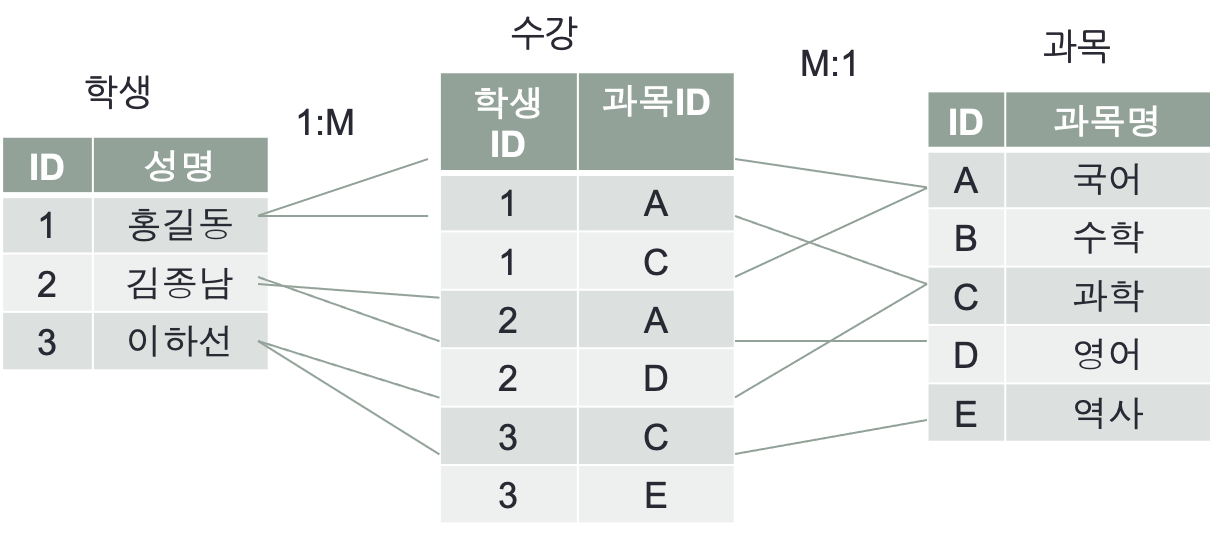 수강
과목
M:1
학생
1:M
ID 성명
1 홍길동
2 김종남
3 이하선
학생 과목ID
ID
1 A
1 C
2 A
2 D
3 C
3 E
ID 과목명
A 국어
B 수학
C 과학
D 영어
E 역사